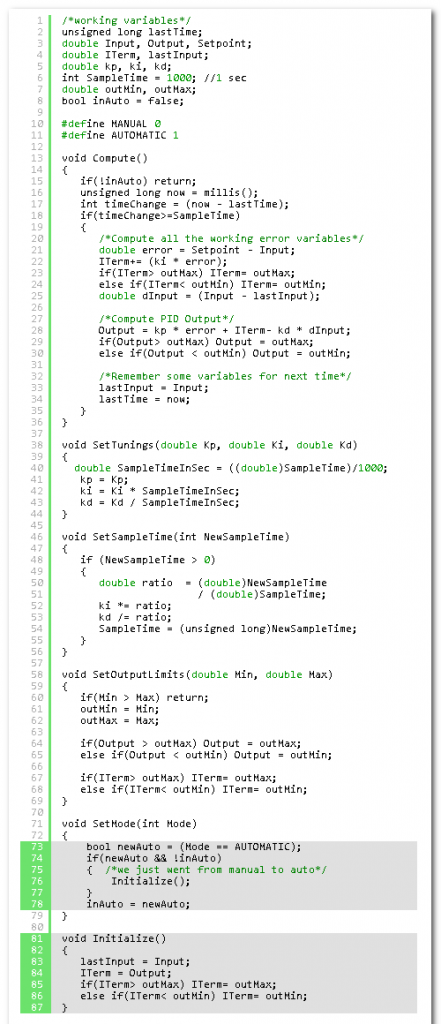 1 /*working variables*/
2 unsigned long lastTime;
3 double Input, Output, Setpoint;
4 double ITerm, lastInput;
5 double kp, ki, kd;
6 int SampleTime = 1000; //1 sec
7 double outMin, outMax;
8 bool inAuto = false;
9
10 #define MANUAL 0
11 #define AUTOMATIC 1
12
13 void Compute()
14 {
15 if(!inAuto) return;
16 unsigned long now = millis();
17 int timeChange = (now - lastTime);
18 if(timeChange>=SampleTime)
19 {
20 /*Compute all the working error variables*/
21 double error = Setpoint - Input;
22 ITerm+= (ki * error);
23 if(ITerm> outMax) ITerm= outMax;
24 else if(ITerm< outMin) ITerm= outMin;
25 double dInput = (Input - lastInput);
26
27 /*Compute PID Output*/
28 Output = kp * error + ITerm- kd * dInput;
29 if(Output> outMax) Output = outMax;
30 else if(Output < outMin) Output = outMin;
31
32 /*Remember some variables for next time*/
33 lastInput = Input;
34 lastTime = now;
35 }
36 }
37
38 void SetTunings(double Kp, double Ki, double Kd)
39 {
40 double SampleTimeInSec = ((double)SampleTime)/1000;
41 kp = Kp;
42 ki = Ki * SampleTimeInSec;
43 kd = Kd / SampleTimeInSec;
44 }
45
46 void SetSampleTime(int NewSampleTime)
47 {
48 if (NewSampleTime > 0)
49 {
50 double ratio = (double)NewSampleTime
51 / (double)SampleTime;
52 ki *= ratio;
53 kd /= ratio;
54 SampleTime = (unsigned long)NewSampleTime;
55 }
56 }
57
58 void SetOutputLimits(double Min, double Max)
59 {
60 if(Min > Max) return;
61 outMin = Min;
62 outMax = Max;
63
64 if(Output > outMax) Output = outMax;
65 else if(Output < outMin) Output = outMin;
66
67 if(ITerm> outMax) ITerm= outMax;
68 else if(ITerm< outMin) ITerm= outMin;
69 }
70
71 void SetMode(int Mode)
72 {
73 bool newAuto = (Mode == AUTOMATIC);
74 if(newAuto && !inAuto)
75 { /*we just went from manual to auto*/
76 Initialize();
77 }
78 inAuto = newAuto;
79 }
80
81 void Initialize()
82 {
83 lastInput = Input;
84 ITerm = Output;
85 if(ITerm> outMax) ITerm= outMax;
86 else if(ITerm< outMin) ITerm= outMin;
87 }